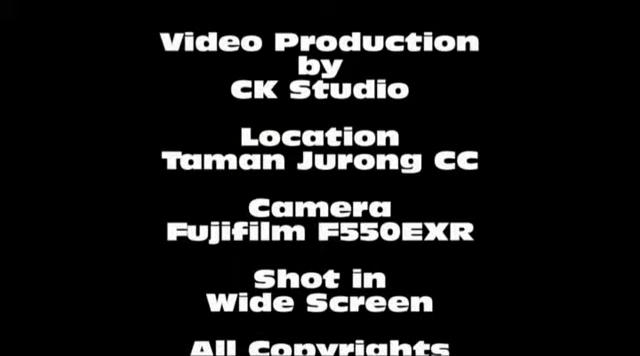 Video Production
by
CK Studio
Location
Taman Jurong CC
Camera
Fujifilm F550EXR
Shot in
Wide Screen
All Copyrights